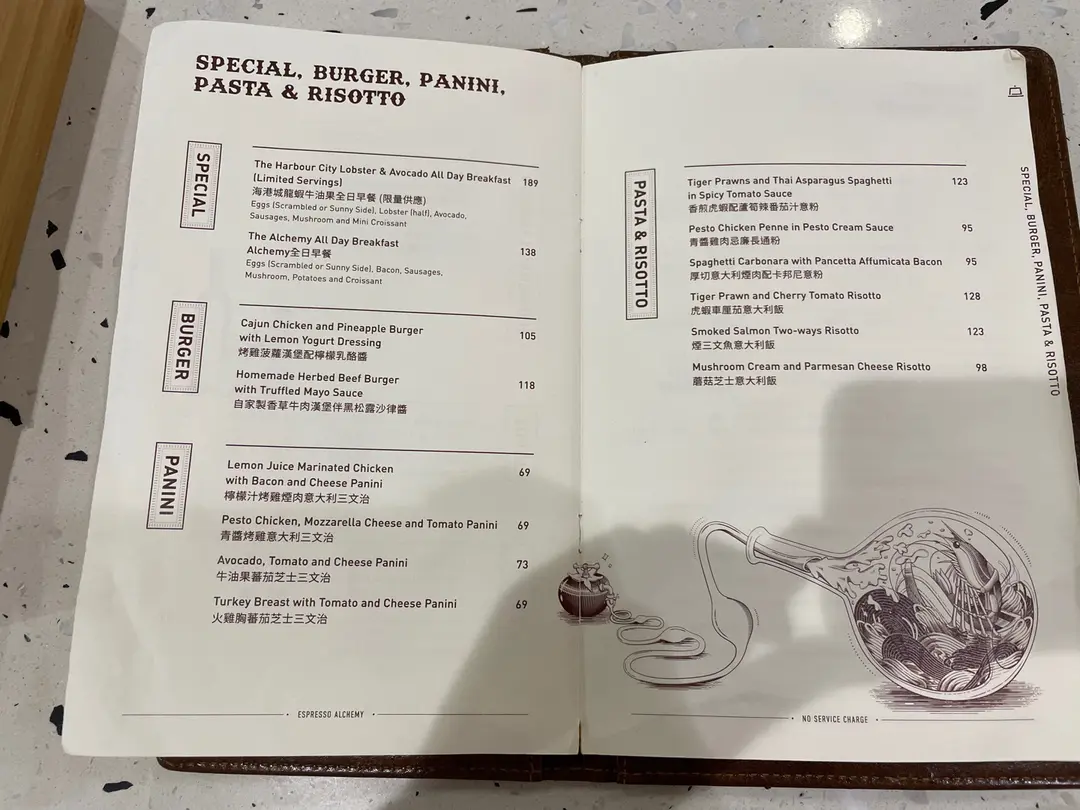 SPECIAL, BURGER, PANINI,
PASTA & RISOTTO
SPECIAL
The Harbour City Lobster & Avocado All Day Breakfast 189
(Limited Servings)
海港城龍蝦牛油果全日早餐 (限量供應)
Eggs (Scrambled or Sunny Side), Lobster (half), Avocado,
Sausages, Mushroom and Mini Croissant
The Alchemy All Day Breakfast 138
Alchemy全日早餐
Eggs (Scrambled or Sunny Side), Bacon, Sausages,
Mushroom, Potatoes and Croissant
BURGER
Cajun Chicken and Pineapple Burger 105
with Lemon Yogurt Dressing
烤雞菠蘿漢堡配檸檬乳酪醬
Homemade Herbed Beef Burger 118
with Truffled Mayo Sauce
自家製香草牛肉漢堡伴黑松露沙律醬
PANINI
Lemon Juice Marinated Chicken 69
with Bacon and Cheese Panini
檸檬汁烤雞煙肉意大利三文治
Pesto Chicken, Mozzarella Cheese and Tomato Panini 69
青醬烤雞意大利三文治
Avocado, Tomato and Cheese Panini 73
牛油果蕃茄芝士三文治
Turkey Breast with Tomato and Cheese Panini 69
火雞胸蕃茄芝士三文治
ESPRESSO ALCHEMY
PASTA & RISOTTO
Tiger Prawns and Thai Asparagus Spaghetti 123
in Spicy Tomato Sauce
香煎虎蝦配蘆筍辣番茄汁意粉
Pesto Chicken Penne in Pesto Cream Sauce 95
青醬雞肉忌廉長通粉
Spaghetti Carbonara with Pancetta Affumicata Bacon 95
厚切意大利煙肉配卡邦尼意粉
Tiger Prawn and Cherry Tomato Risotto 128
虎蝦車厘茄意大利飯
Smoked Salmon Two-ways Risotto 123
煙三文魚意大利飯
Mushroom Cream and Parmesan Cheese Risotto 98
蘑菇芝士意大利飯
SPECIAL, BURGER, PANINI, PASTA & RISOTTO
NO SERVICE CHARGE